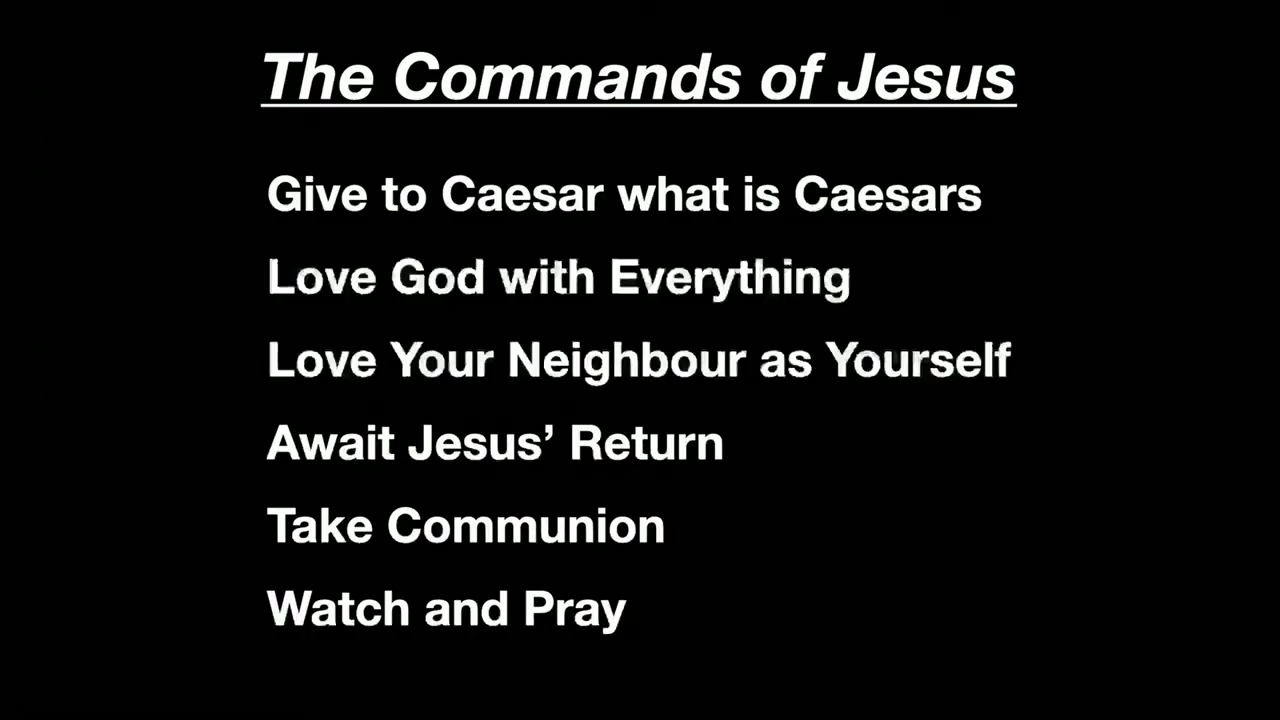 The Commands of Jesus
Give to Caesar what is Caesars
Love God with Everything
Love Your Neighbour as Yourself
Await Jesus’ Return
Take Communion
Watch and Pray